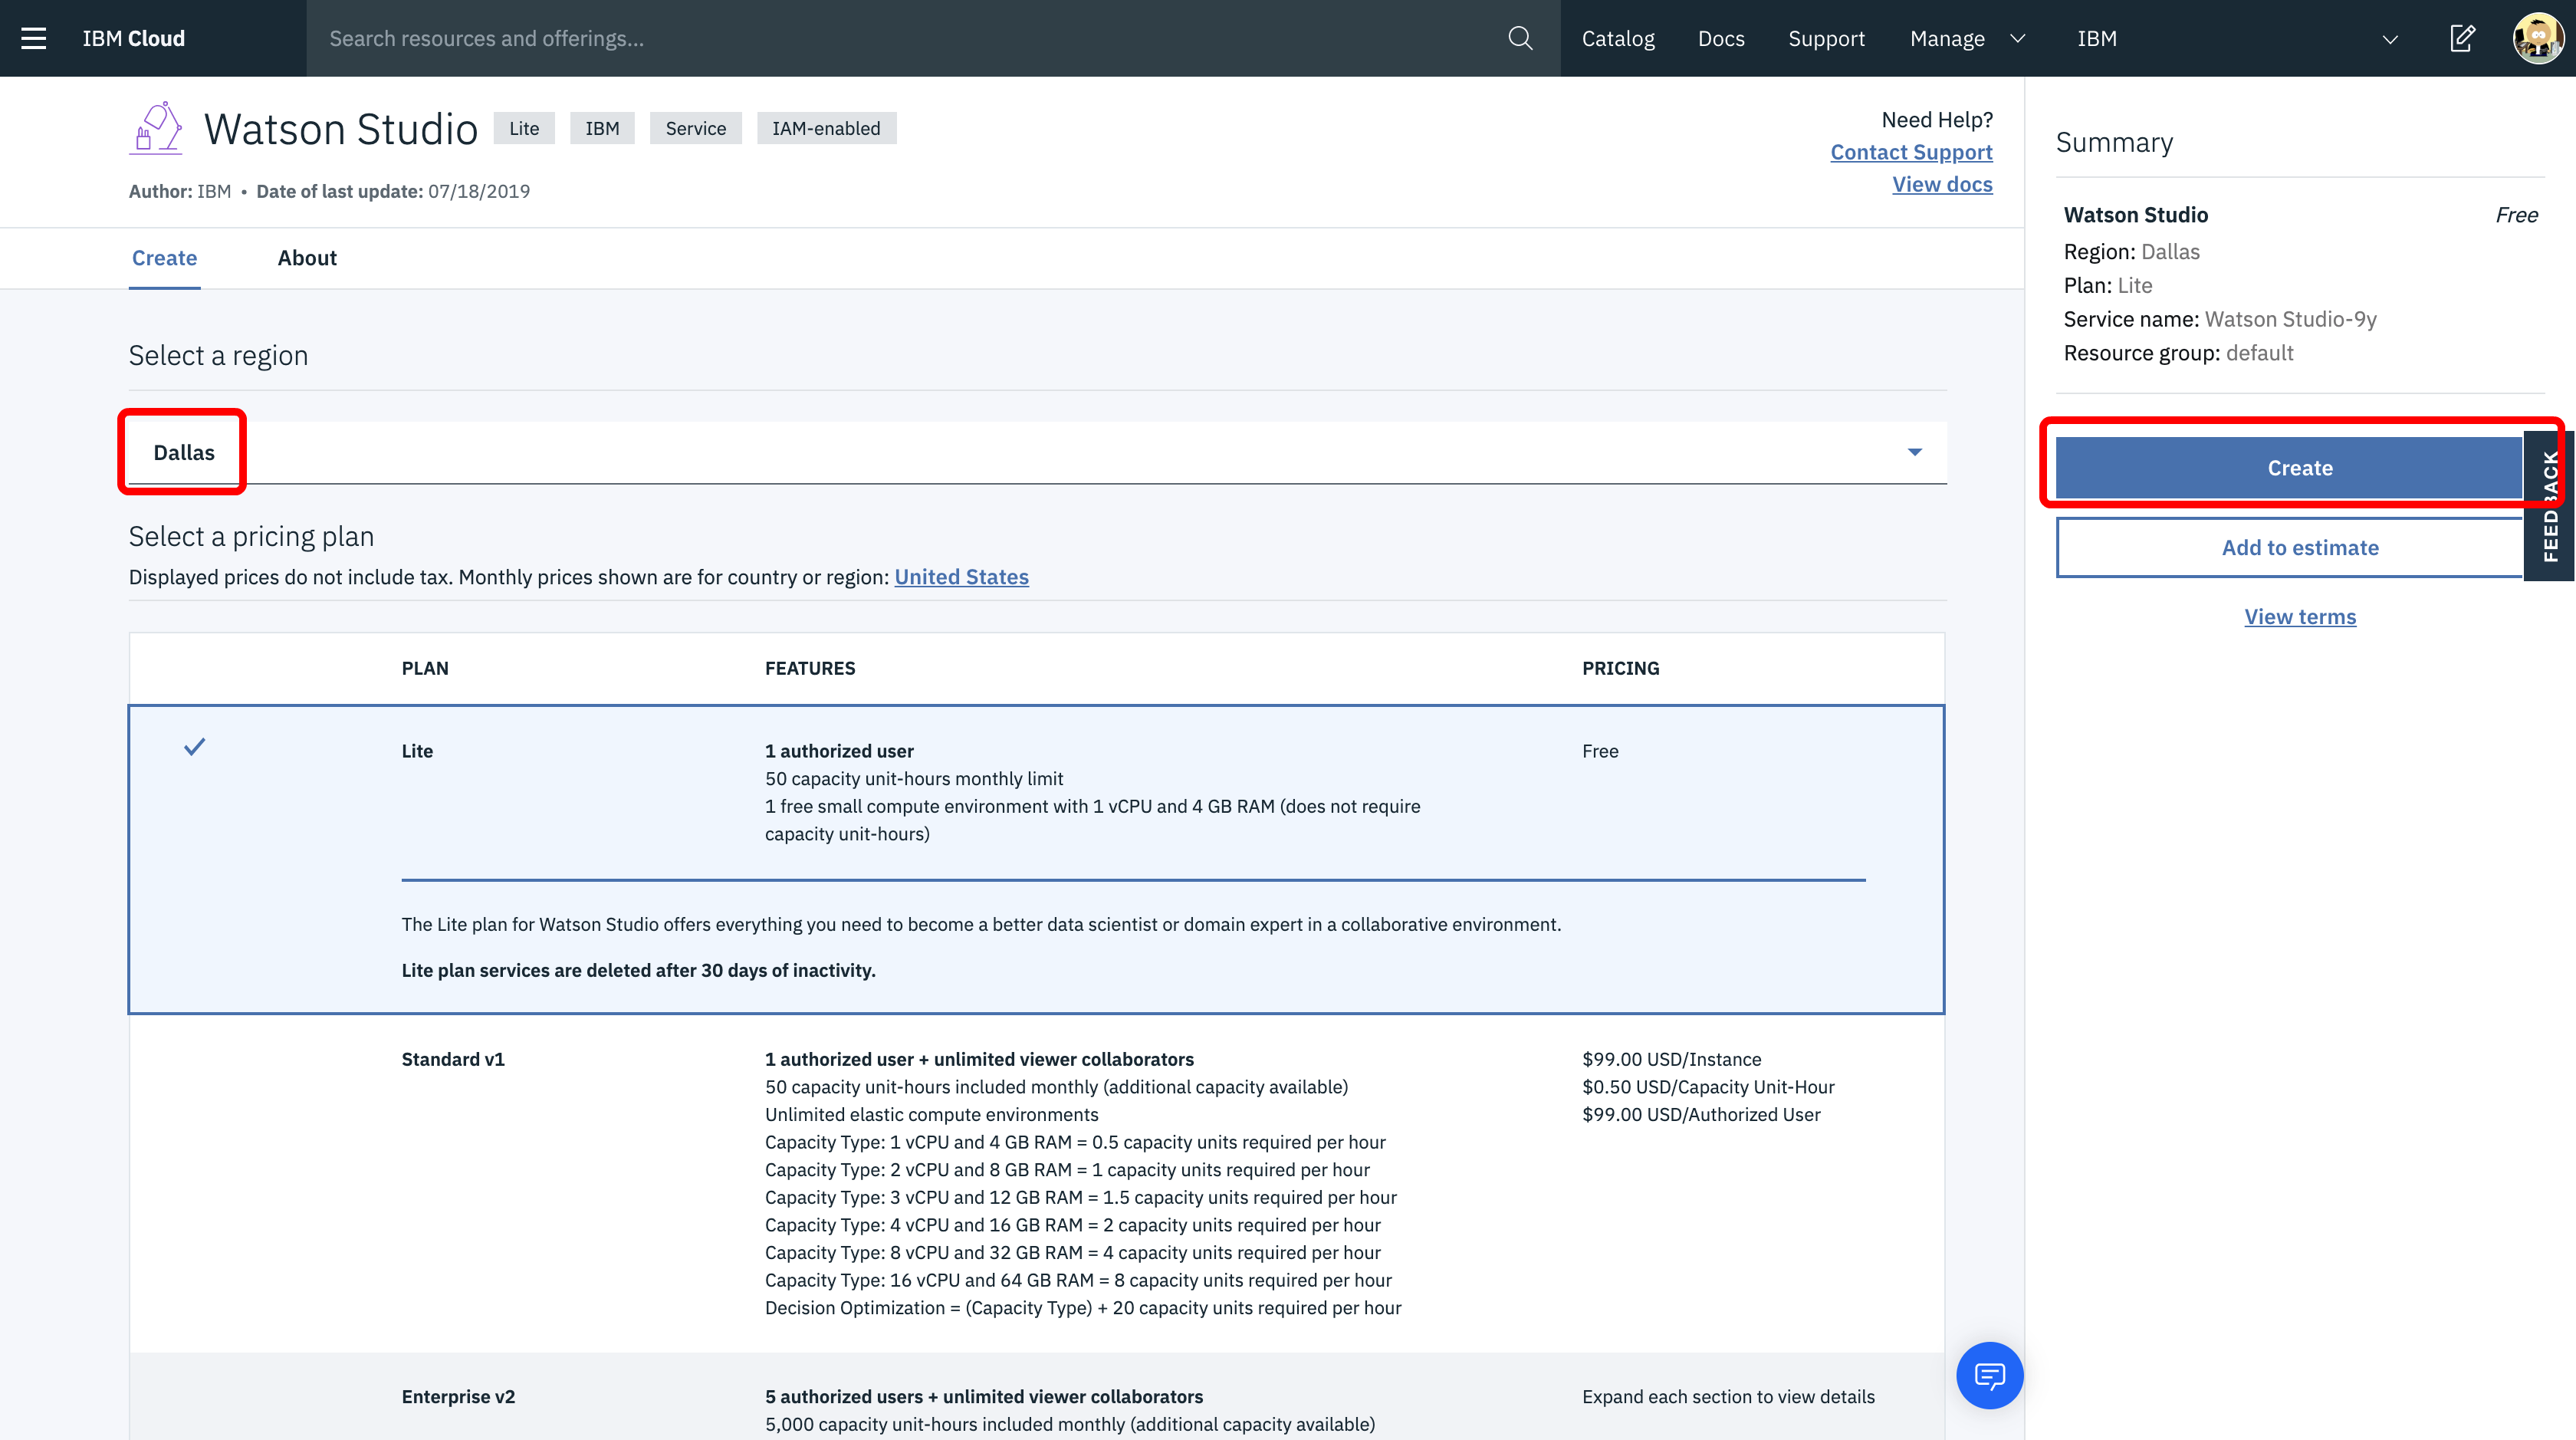 IBM Cloud
Search resources and offerings...
Catalog
Docs
Support
Manage
IBM
Watson Studio
Lite
IBM
Service
IAM-enabled
Author: IBM • Date of last update: 07/18/2019
Need Help?
Contact Support
View docs
Create
About
Select a region
Dallas
Select a pricing plan
Displayed prices do not include tax. Monthly prices shown are for country or region: United States
PLAN
FEATURES
PRICING
Lite
1 authorized user
Free
50 capacity unit-hours monthly limit
1 free small compute environment with 1 vCPU and 4 GB RAM (does not require
capacity unit-hours)
The Lite plan for Watson Studio offers everything you need to become a better data scientist or domain expert in a collaborative environment.
Lite plan services are deleted after 30 days of inactivity.
Standard v1
1 authorized user + unlimited viewer collaborators
50 capacity unit-hours included monthly (additional capacity available)
Unlimited elastic compute environments
Capacity Type: 1 vCPU and 4 GB RAM = 0.5 capacity units required per hour
Capacity Type: 2 vCPU and 8 GB RAM = 1 capacity units required per hour
Capacity Type: 3 vCPU and 12 GB RAM = 1.5 capacity units required per hour
Capacity Type: 4 vCPU and 16 GB RAM = 2 capacity units required per hour
Capacity Type: 8 vCPU and 32 GB RAM = 4 capacity units required per hour
Capacity Type: 16 vCPU and 64 GB RAM = 8 capacity units required per hour
Decision Optimization = (Capacity Type) + 20 capacity units required per hour
$99.00 USD/Instance
$0.50 USD/Capacity Unit-Hour
$99.00 USD/Authorized User
Enterprise v2
5 authorized users + unlimited viewer collaborators
5,000 capacity unit-hours included monthly (additional capacity available)
Expand each section to view details
Summary
Watson Studio
Free
Region: Dallas
Plan: Lite
Service name: Watson Studio-9y
Resource group: default
Create
Add to estimate
View terms
FEEDBACK